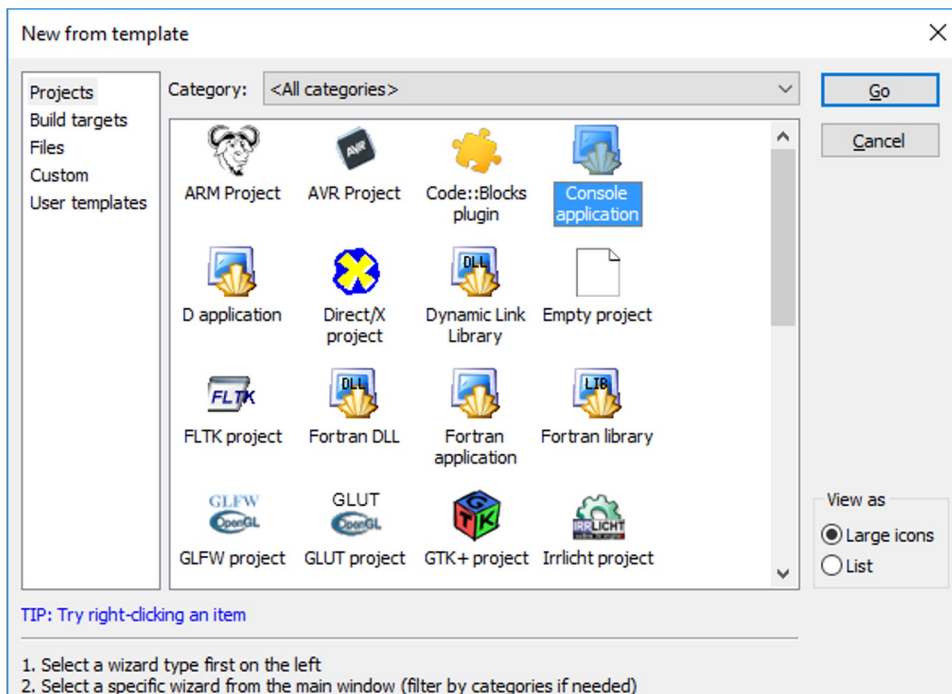 New from template
Projects
Build targets
Files
Custom
User templates
Category:
<All categories>
Go
Cancel
AVR
ARM Project
AVR Project
Code::Blocks
plugin
Console
application
DLL
D application
Direct/X
project
Dynamic Link
Library
Empty project
FLTK
DLL
LIB
FLTK project
Fortran DLL
Fortran
application
Fortran library
GLFW
OpenGL
GLUT
OpenGL
GTK
IRRLICHT
GLFW project
GLUT project
GTK+ project
Irrlicht project
View as
Large icons
List
TIP: Try right-clicking an item
1. Select a wizard type first on the left
2. Select a specific wizard from the main window (filter by categories if needed)